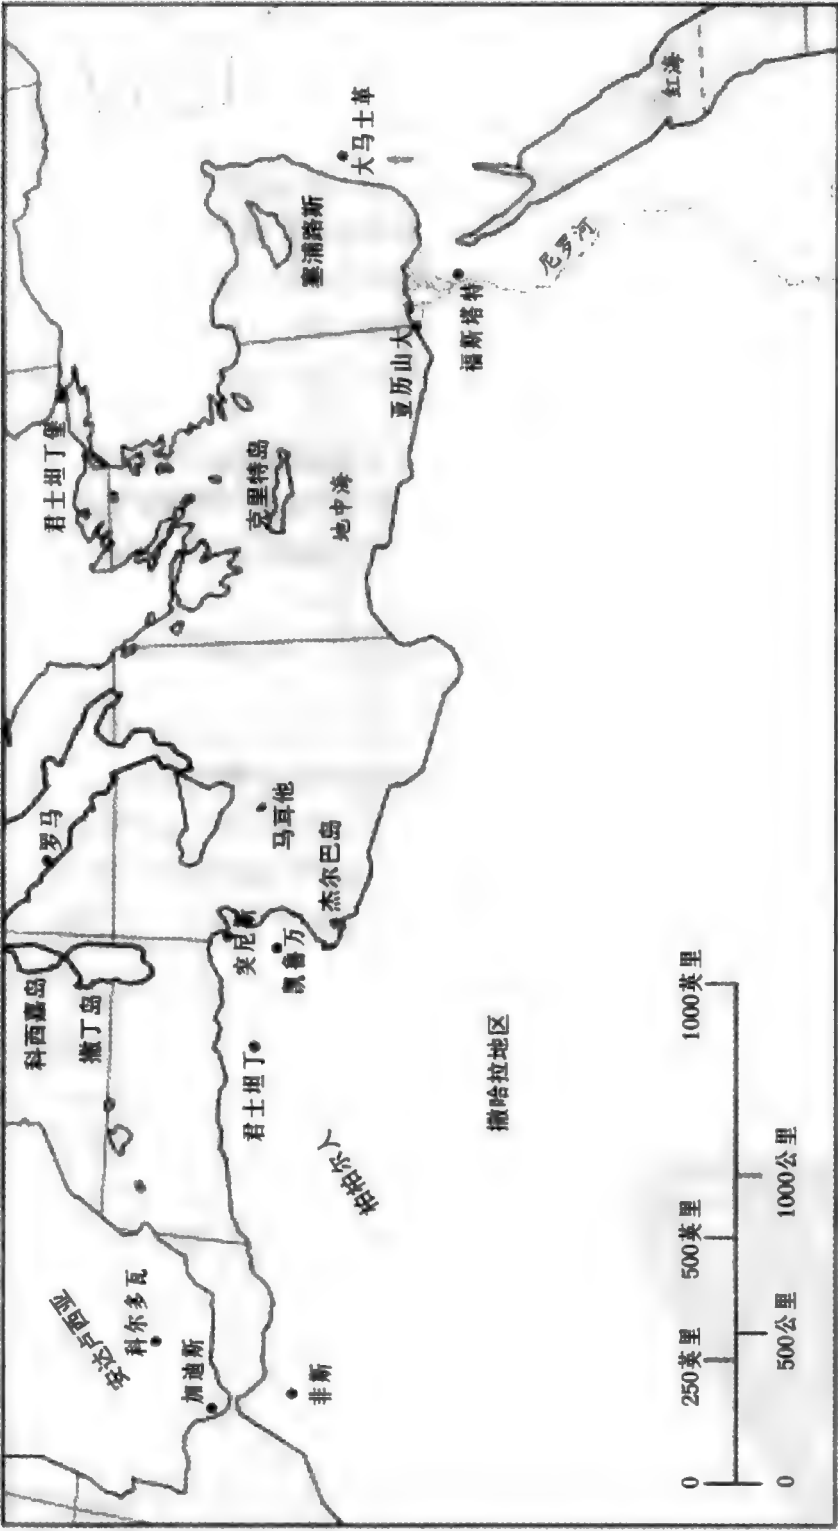 科西嘉岛
撒丁岛
罗马
君士坦丁堡
安达卢西亚
科尔多瓦
加迪斯
非斯
君士坦丁
突尼斯
凯鲁万
杰尔巴岛
马耳他
克里特岛
地中海
塞浦路斯
大马士革
亚历山大
福斯塔特
尼罗河
红海
柏柏尔人
撒哈拉地区
0
250英里
500英里
1000英里
0
500公里
1000公里